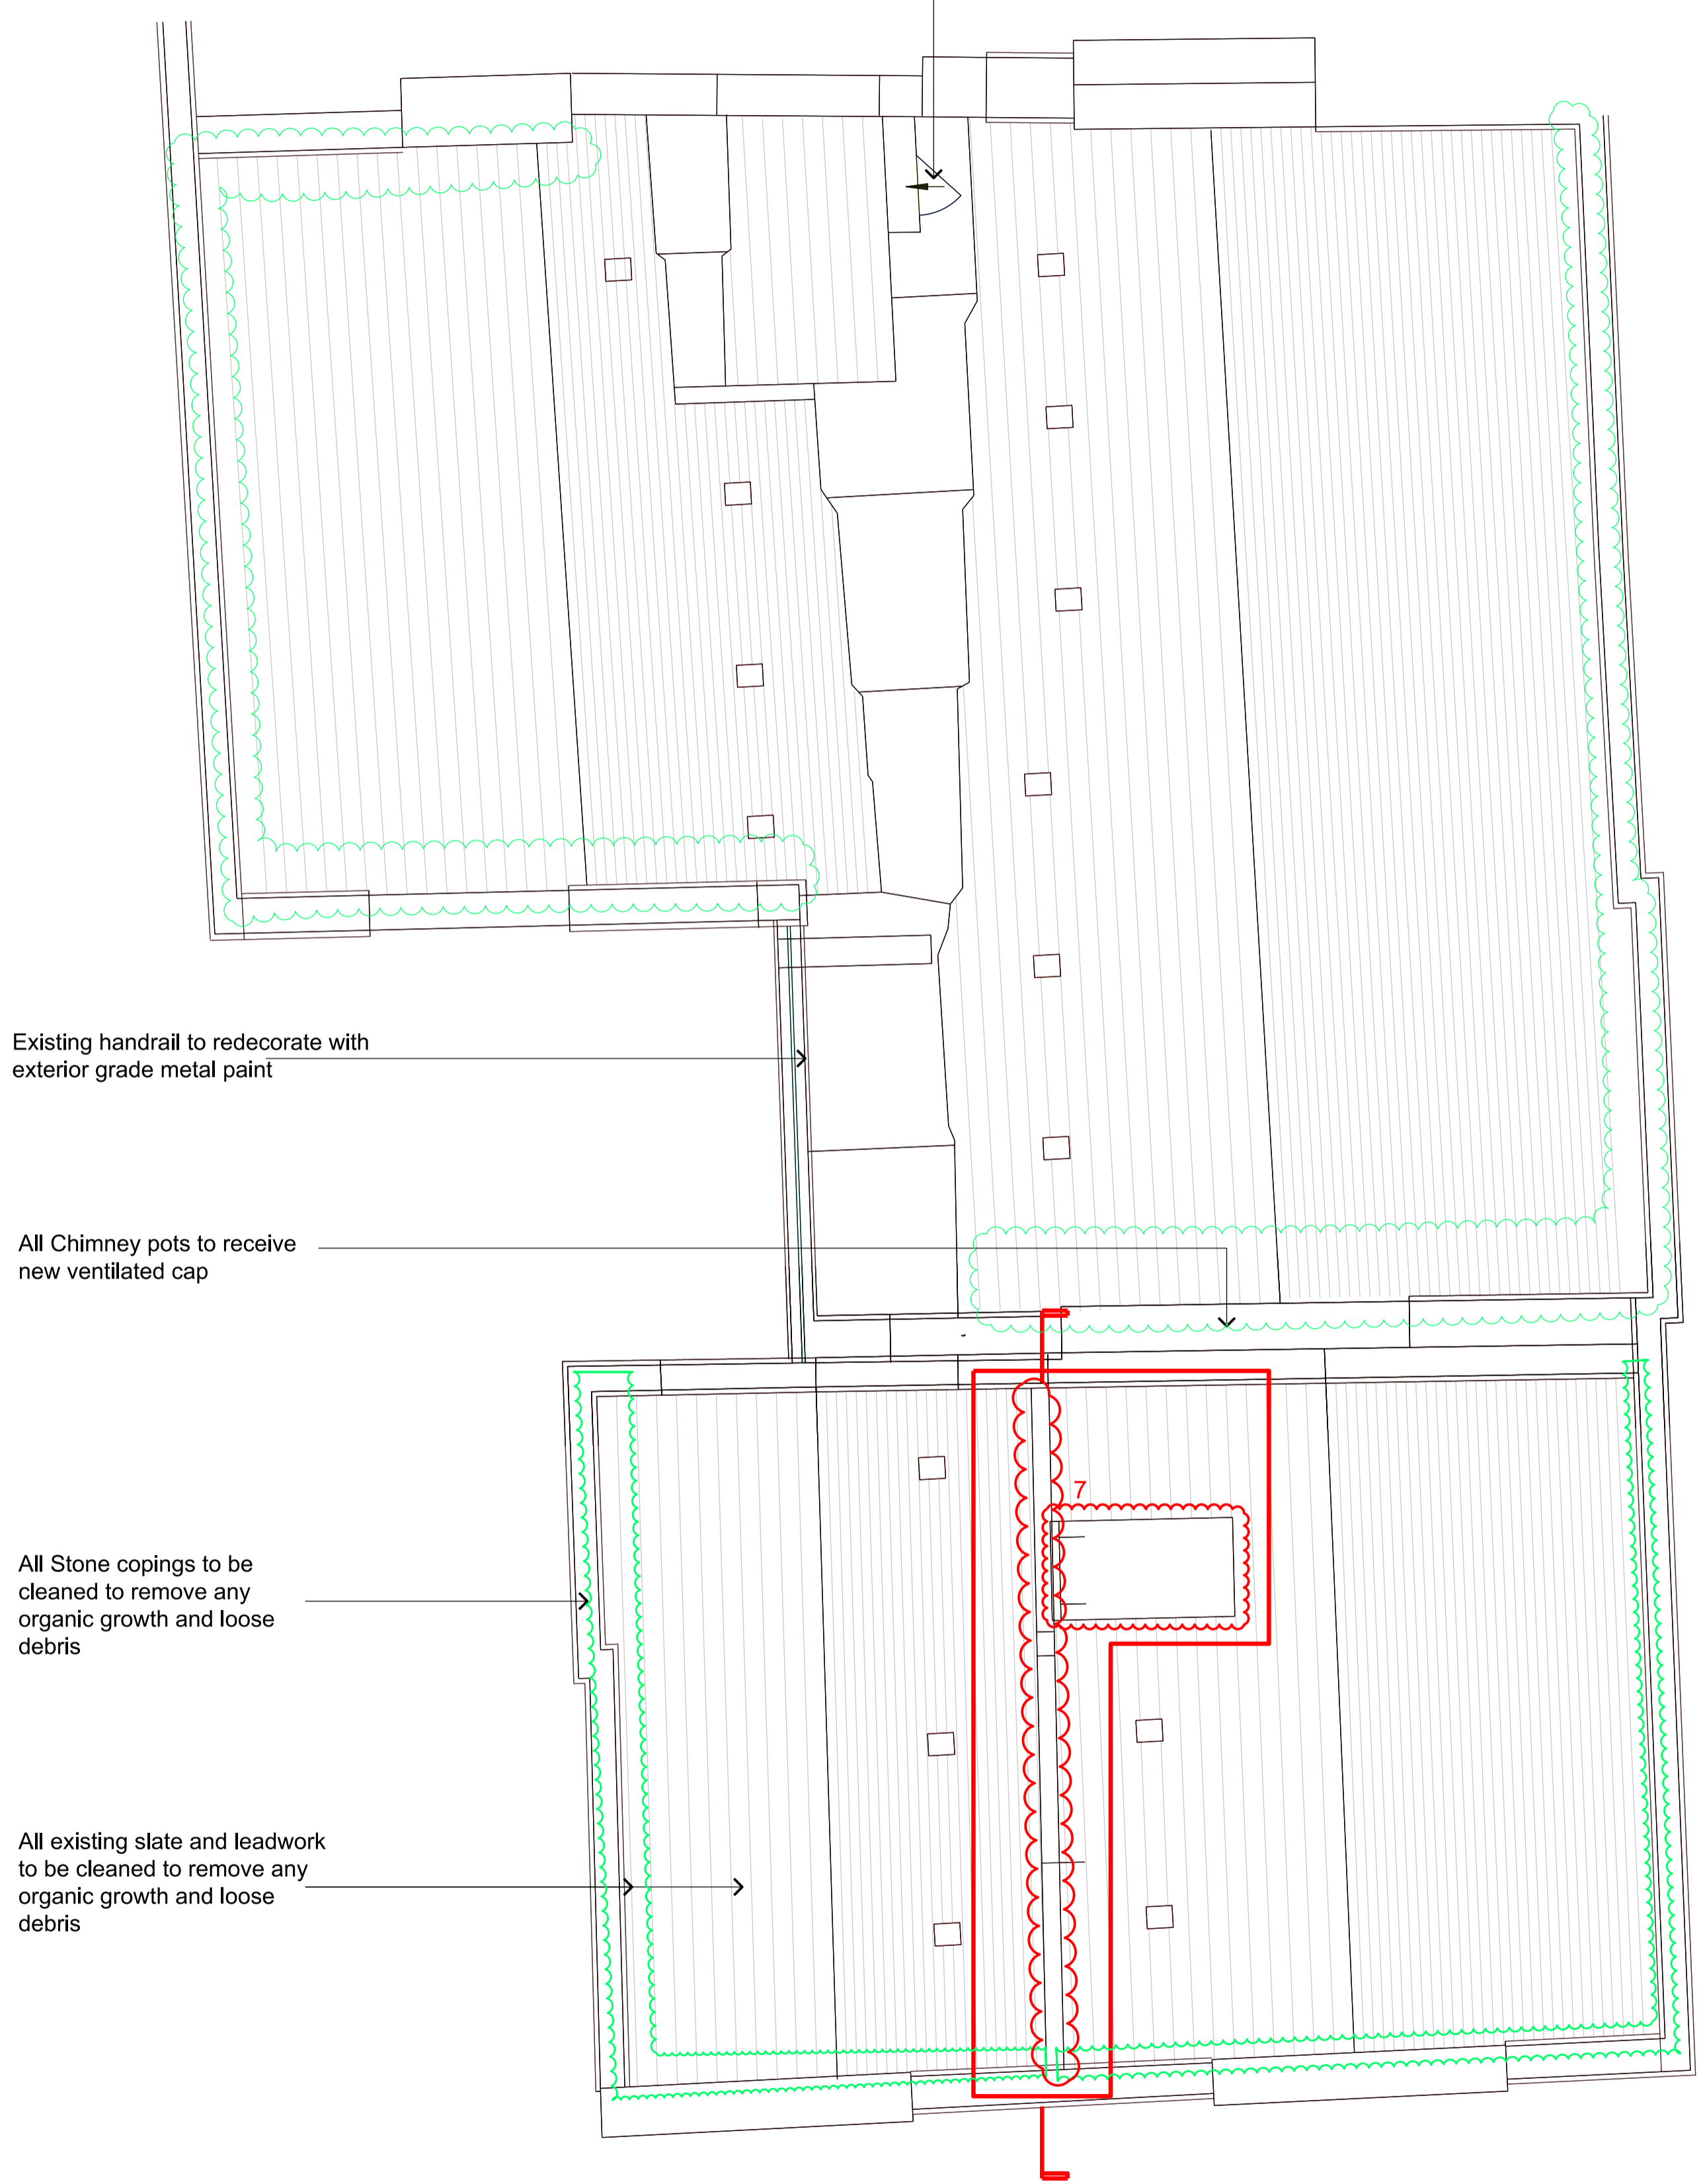 Existing handrail to redecorate with
exterior grade metal paint
All Chimney pots to receive
new ventilated cap
7
All Stone copings to be
cleaned to remove any
organic growth and loose
debris
All existing slate and leadwork
to be cleaned to remove any
organic growth and loose
debris